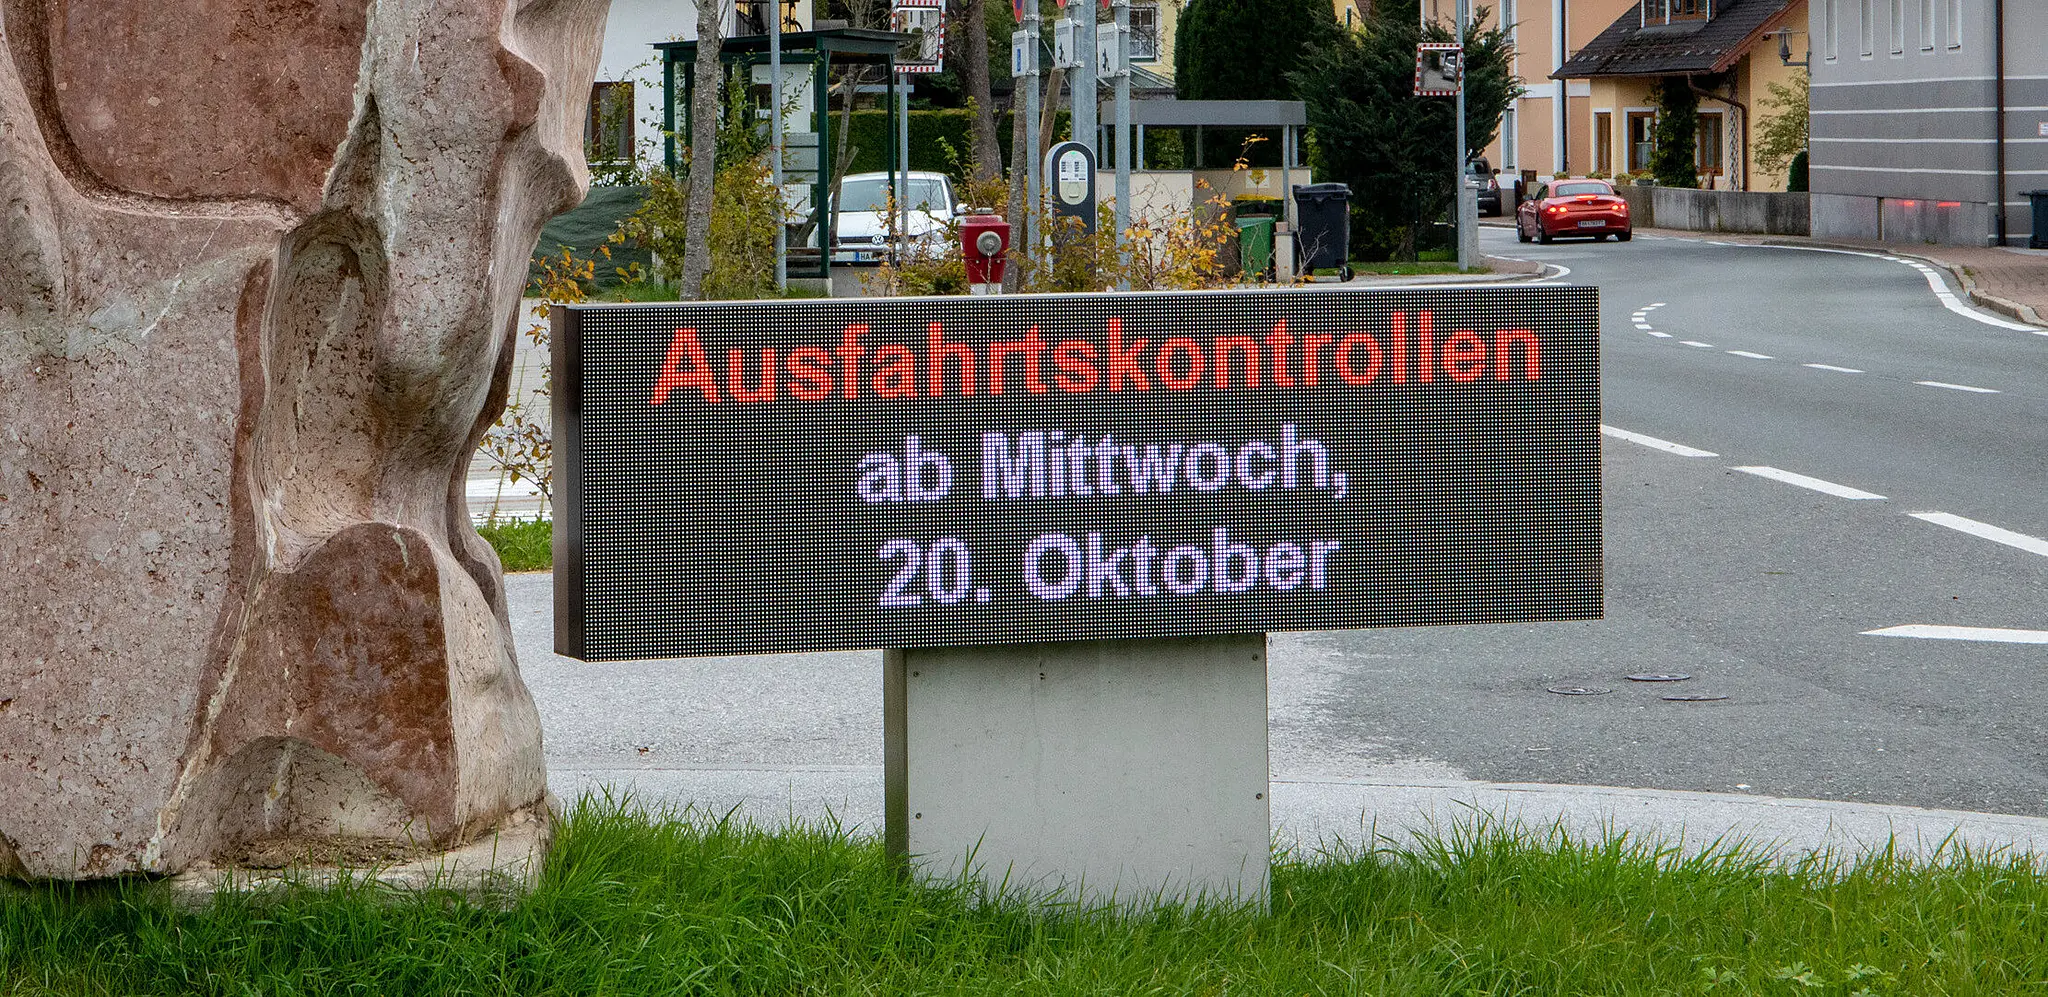 Ausfahrtskontrollen
ab Mittwoch,
20. Oktober